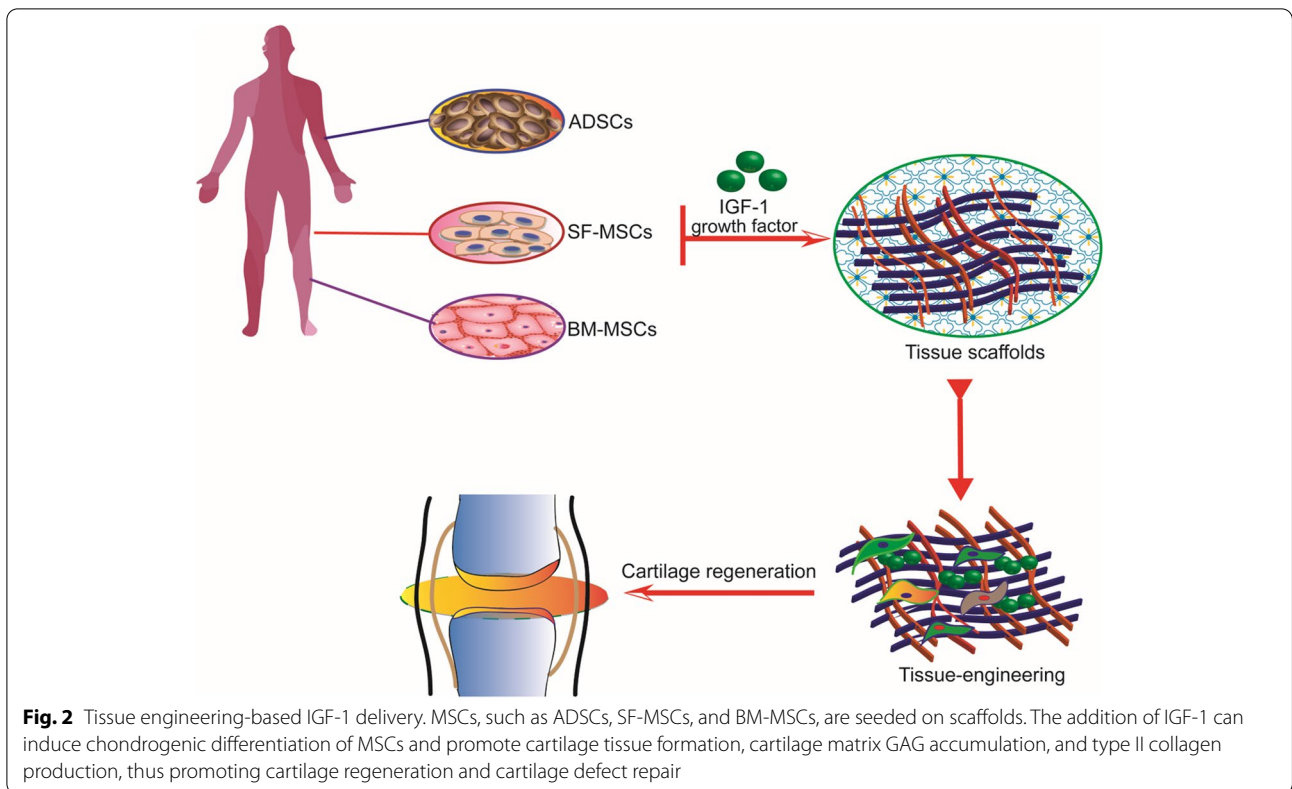 ADSCs
SF-MSCs
BM-MSCs
IGF-1
growth factor
Tissue scaffolds
Tissue-engineering
Cartilage regeneration
Fig. 2 Tissue engineering-based IGF-1 delivery. MSCs, such as ADSCs, SF-MSCs, and BM-MSCs, are seeded on scaffolds. The addition of IGF-1 can
induce chondrogenic differentiation of MSCs and promote cartilage tissue formation, cartilage matrix GAG accumulation, and type II collagen
production, thus promoting cartilage regeneration and cartilage defect repair